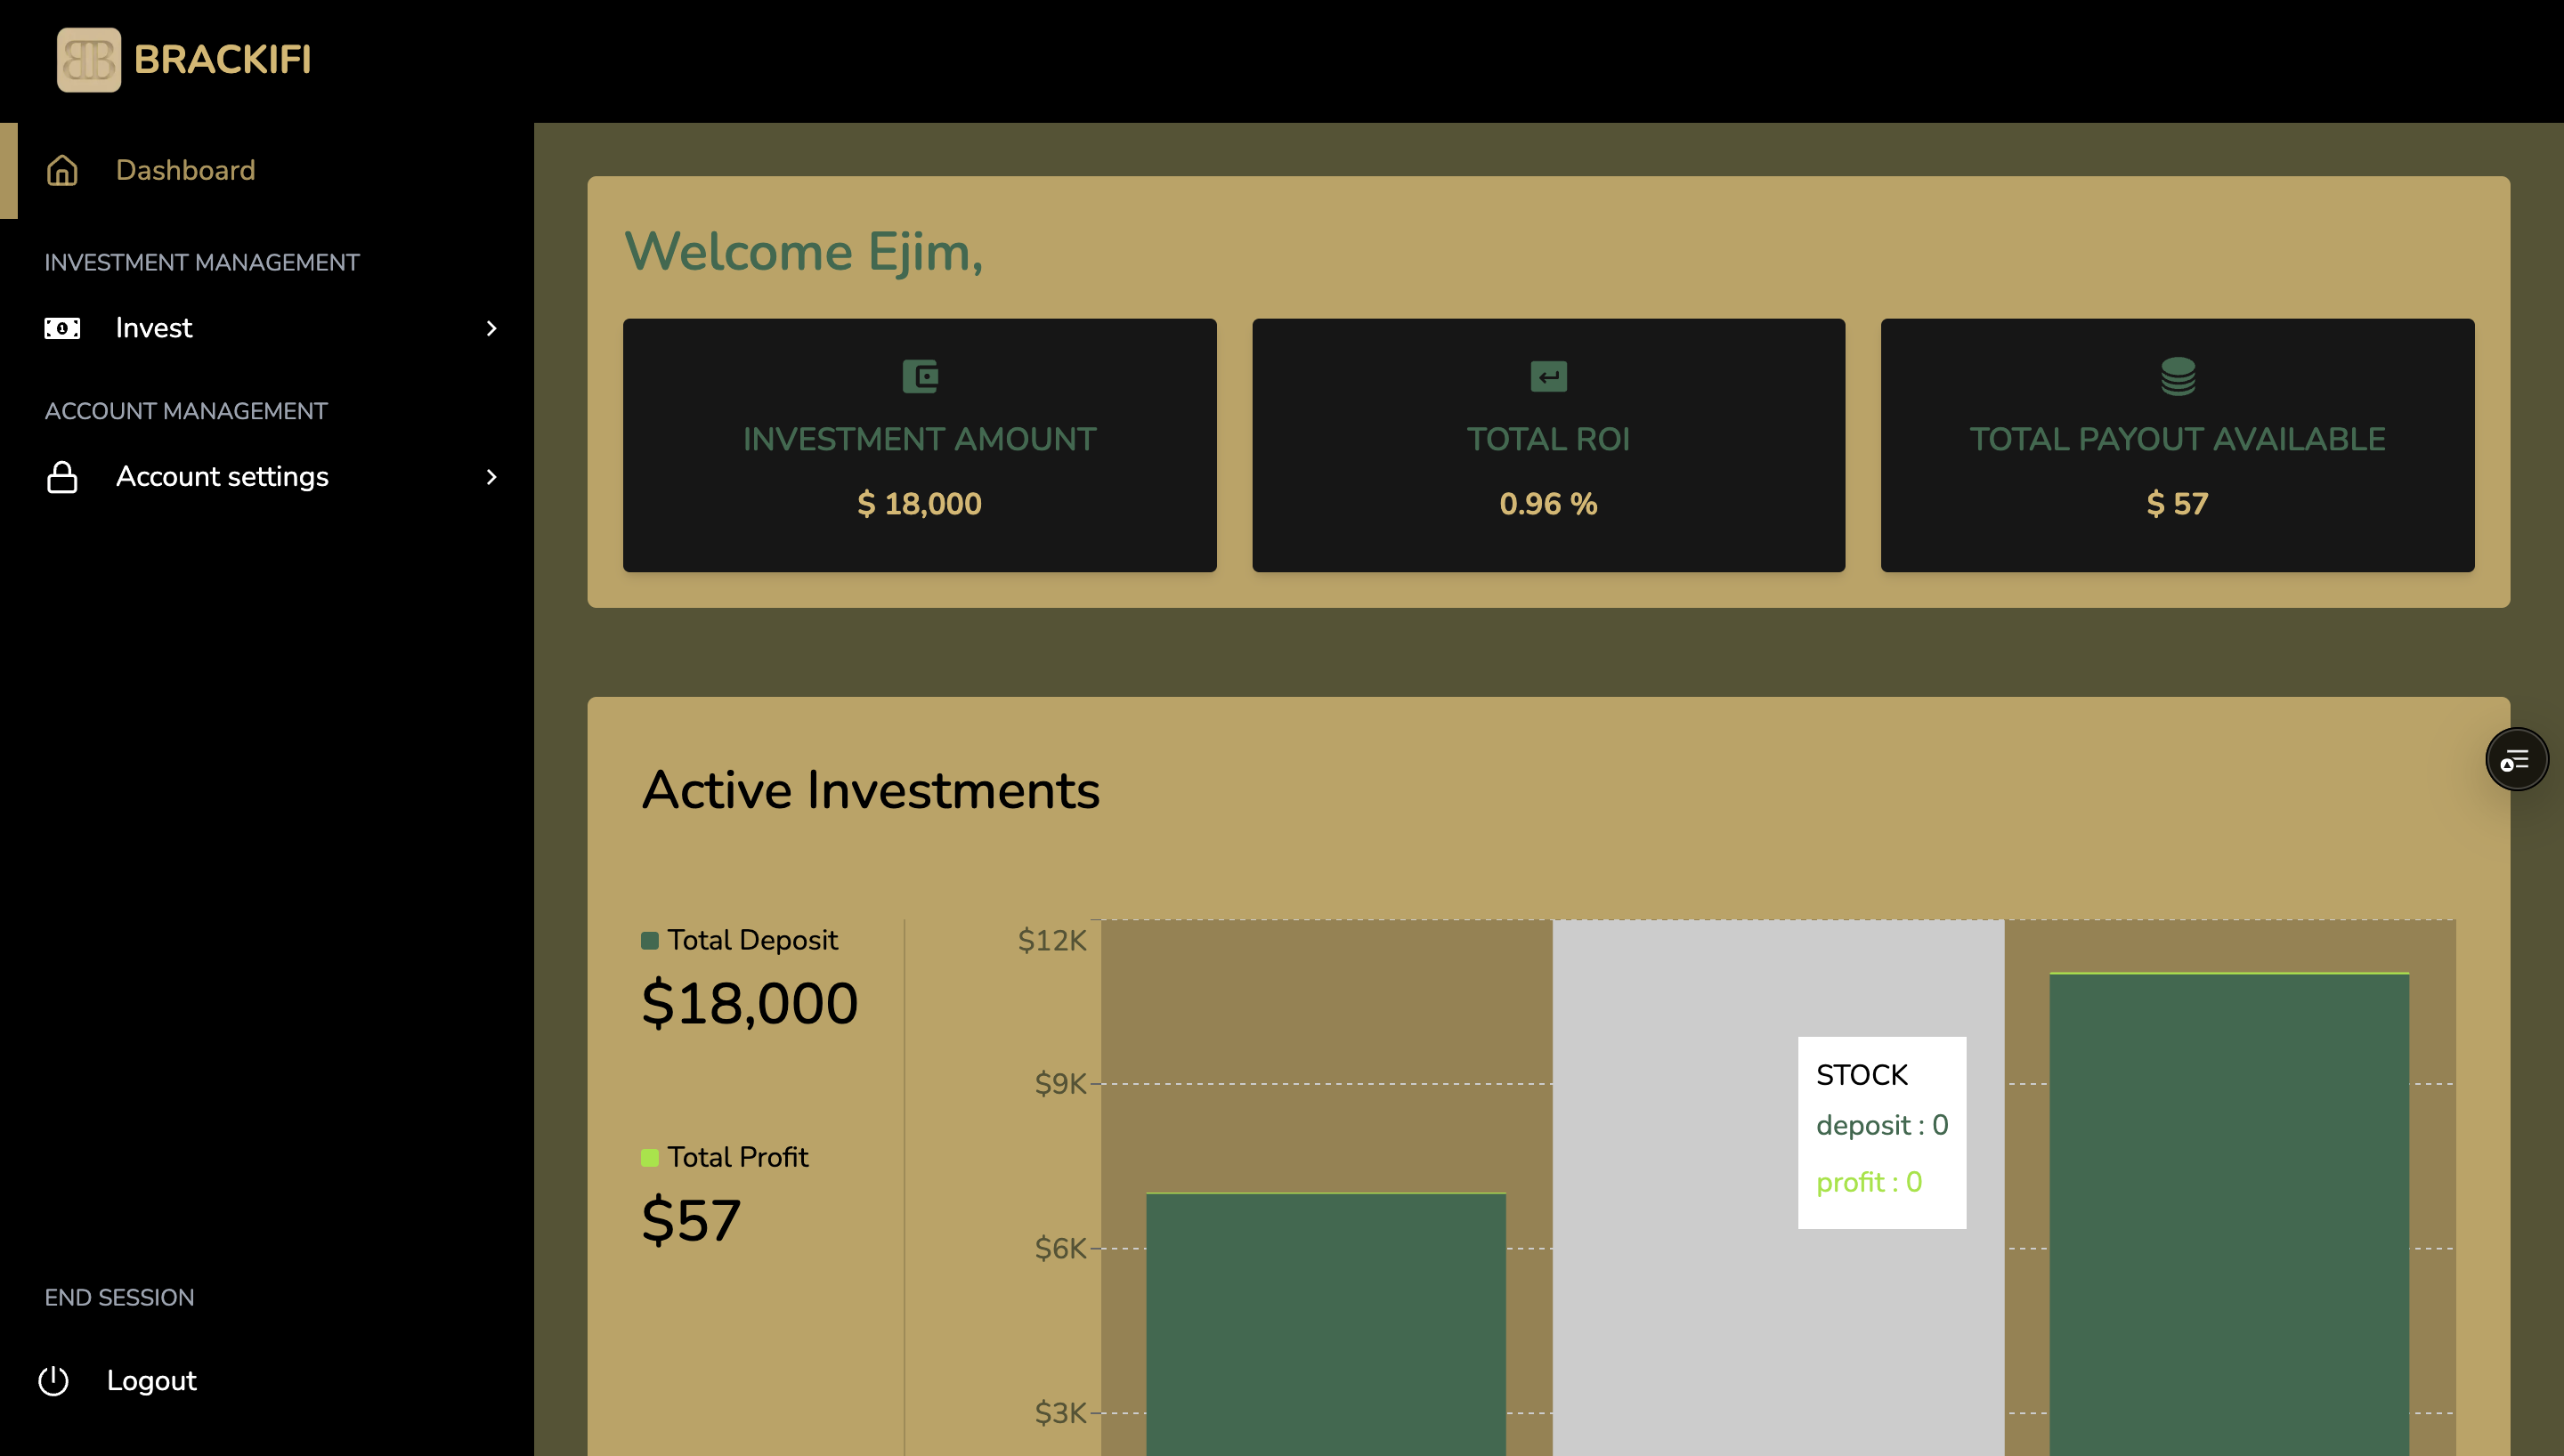 BRACKIFI
Dashboard
INVESTMENT MANAGEMENT
Invest
ACCOUNT MANAGEMENT
Account settings
END SESSION
Logout
Welcome Ejim,
INVESTMENT AMOUNT
$ 18,000
TOTAL ROI
0.96 %
TOTAL PAYOUT AVAILABLE
$ 57
Active Investments
Total Deposit
$18,000
Total Profit
$57
$12K
$9K
$6K
$3K
STOCK
deposit : 0
profit : 0